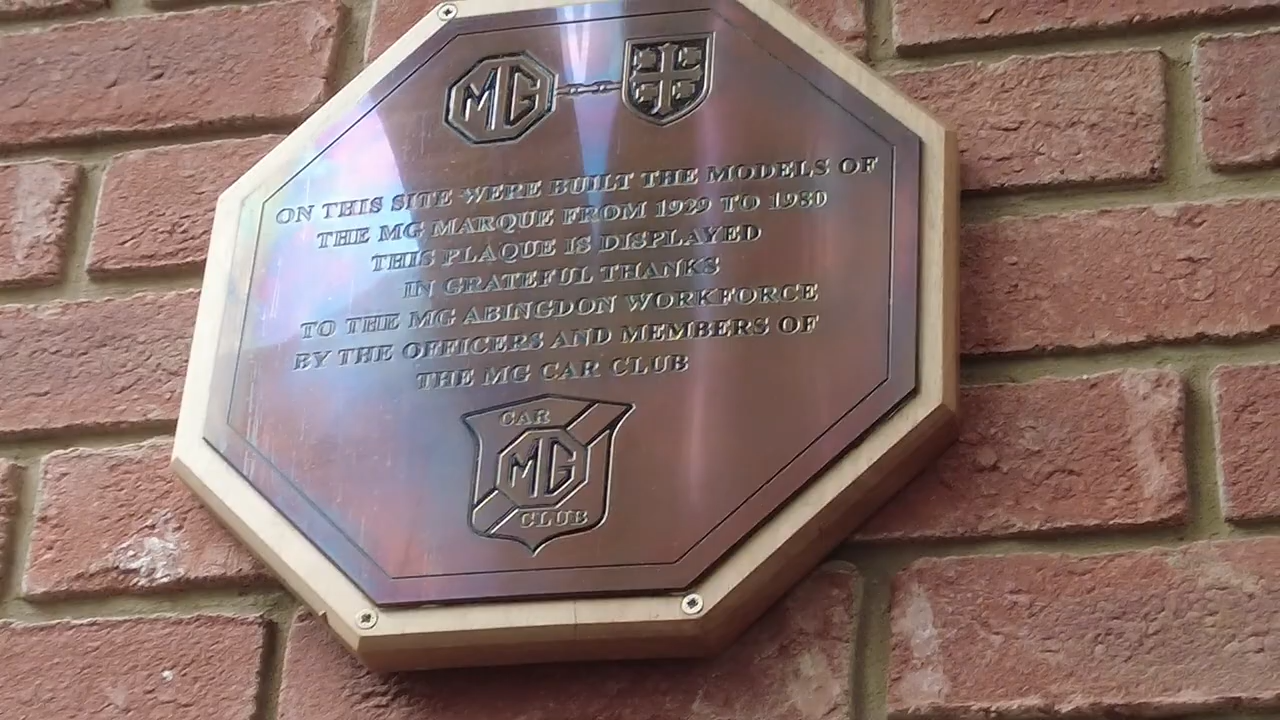 MG
ON THIS SITE WERE BUILT THE MODELS OF
THE MG MARQUE FROM 1929 TO 1980
THIS PLAQUE IS DISPLAYED
IN GRATEFUL THANKS
TO THE MG ABINGDON WORKFORCE
BY THE OFFICERS AND MEMBERS OF
THE MG CAR CLUB
CAR
MG
CLUB